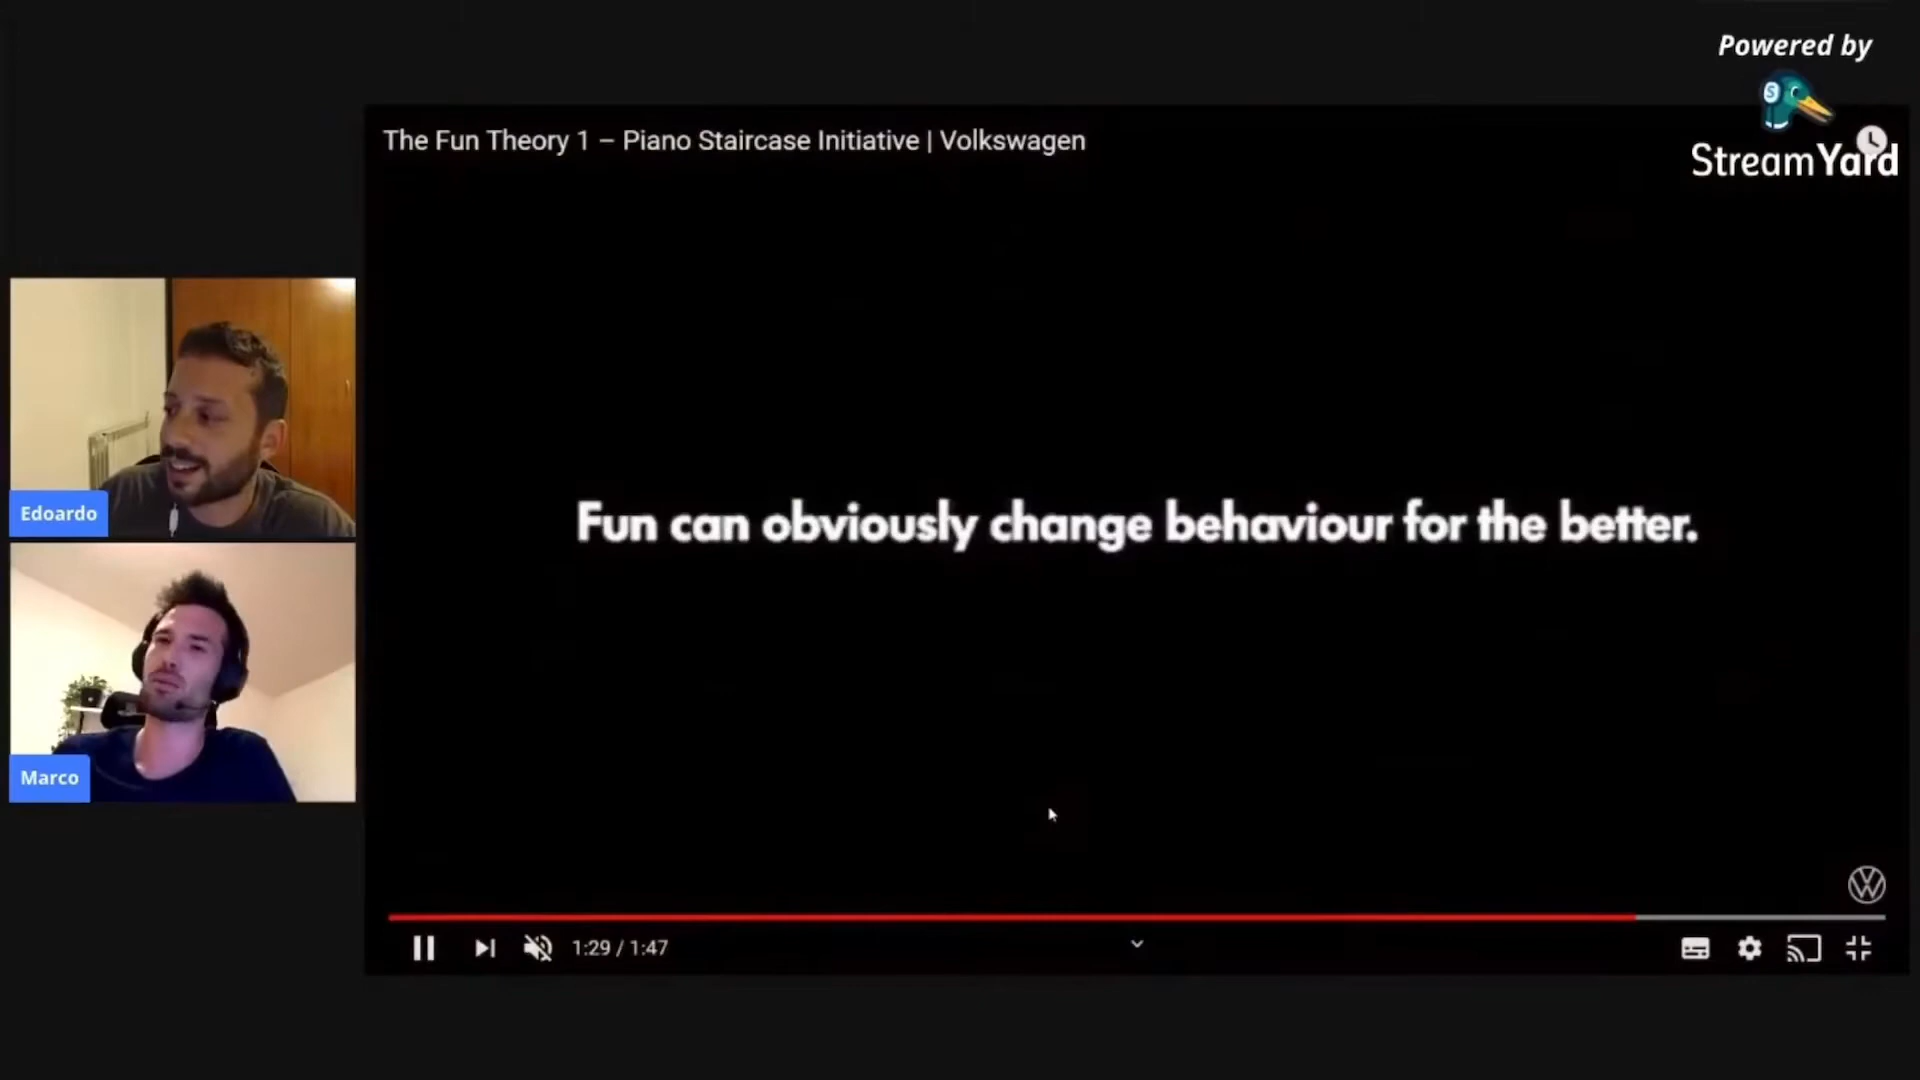 Powered by
StreamYard
The Fun Theory 1 – Piano Staircase Initiative | Volkswagen
Fun can obviously change behaviour for the better.
Edoardo
Marco
1:29 / 1:47